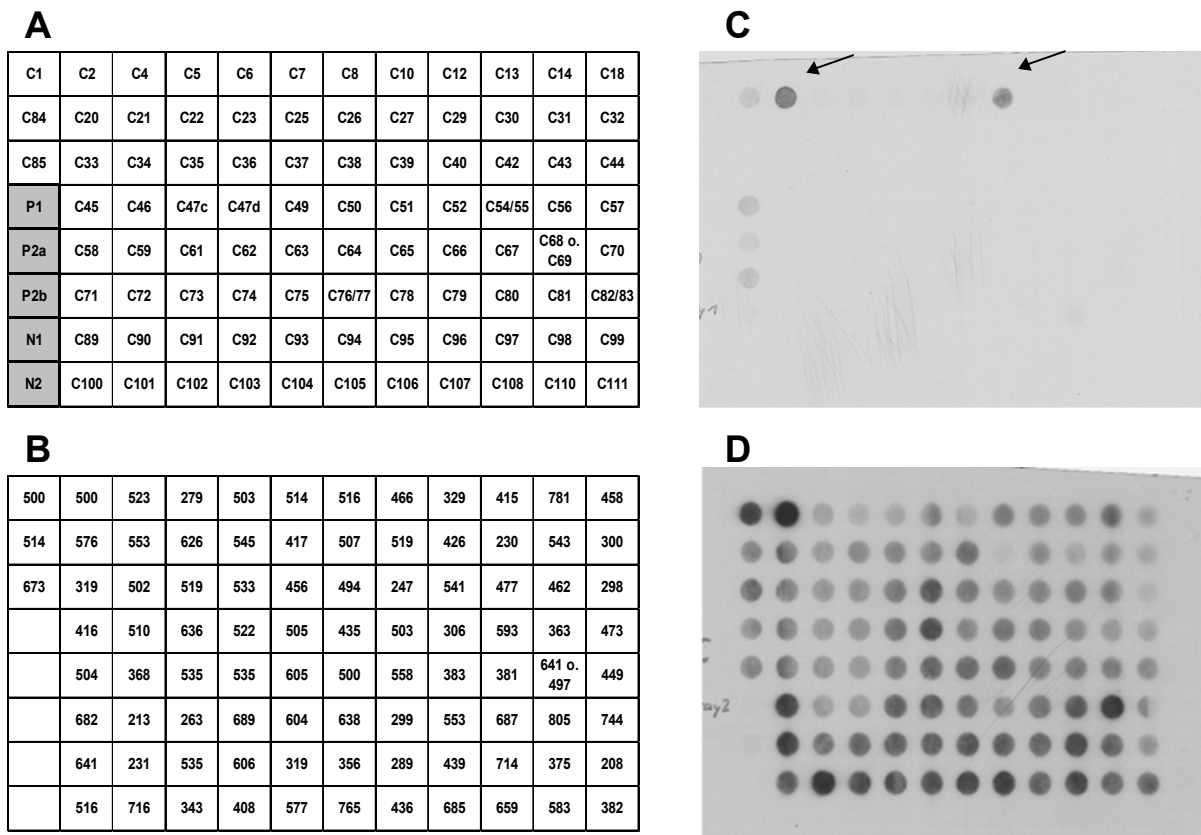 A
C1 C2 C4 C5 C6 C7 C8 C10 C12 C13 C14 C18
C84 C20 C21 C22 C23 C25 C26 C27 C29 C30 C31 C32
C85 C33 C34 C35 C36 C37 C38 C39 C40 C42 C43 C44
P1 C45 C46 C47c C47d C49 C50 C51 C52 C54/55 C56 C57
P2a C58 C59 C61 C62 C63 C64 C65 C66 C67 C68 o. C69 C70
P2b C71 C72 C73 C74 C75 C76/77 C78 C79 C80 C81 C82/83
N1 C89 C90 C91 C92 C93 C94 C95 C96 C97 C98 C99
N2 C100 C101 C102 C103 C104 C105 C106 C107 C108 C110 C111
B
500 500 523 279 503 514 516 466 329 415 781 458
514 576 553 626 545 417 507 519 426 230 543 300
673 319 502 519 533 456 494 247 541 477 462 298
416 510 636 522 505 435 503 306 593 363 473
504 368 535 535 605 500 558 383 381 641 o. 497 449
682 213 263 689 604 638 299 553 687 805 744
641 231 535 606 319 356 289 439 714 375 208
516 716 343 408 577 765 436 685 659 583 382
C
D